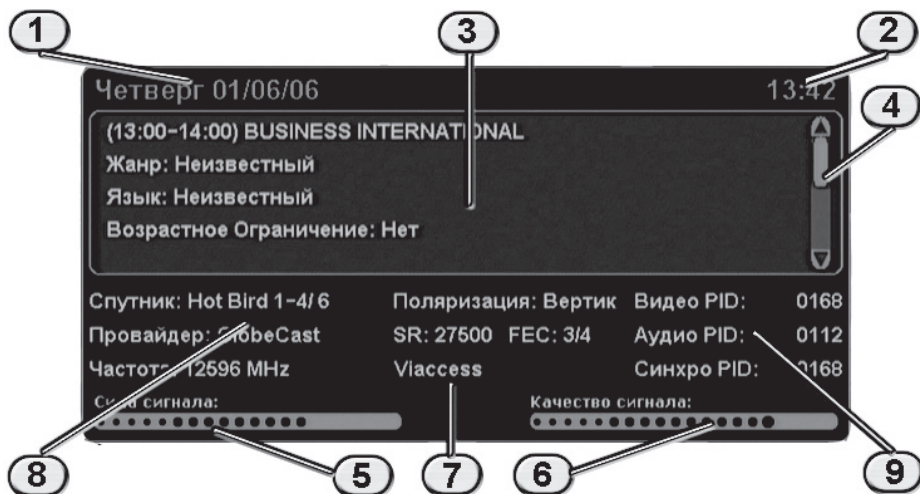 1
3
2
4
Четверг 01/06/06 13:42
(13:00-14:00) BUSINESS INTERNATIONAL
Жанр: Неизвестный
Язык: Неизвестный
Возрастное Ограничение: Нет
Спутник: Hot Bird 1-4/ 6 Поляризация: Вертик Видео PID: 0168
Провайдер: GlobeCast SR: 27500 FEC: 3/4 Аудио PID: 0112
Частота: 12596 MHz Viaccess Синхро PID: 0168
Сила сигнала: Качество сигнала:
8
5
7
6
9